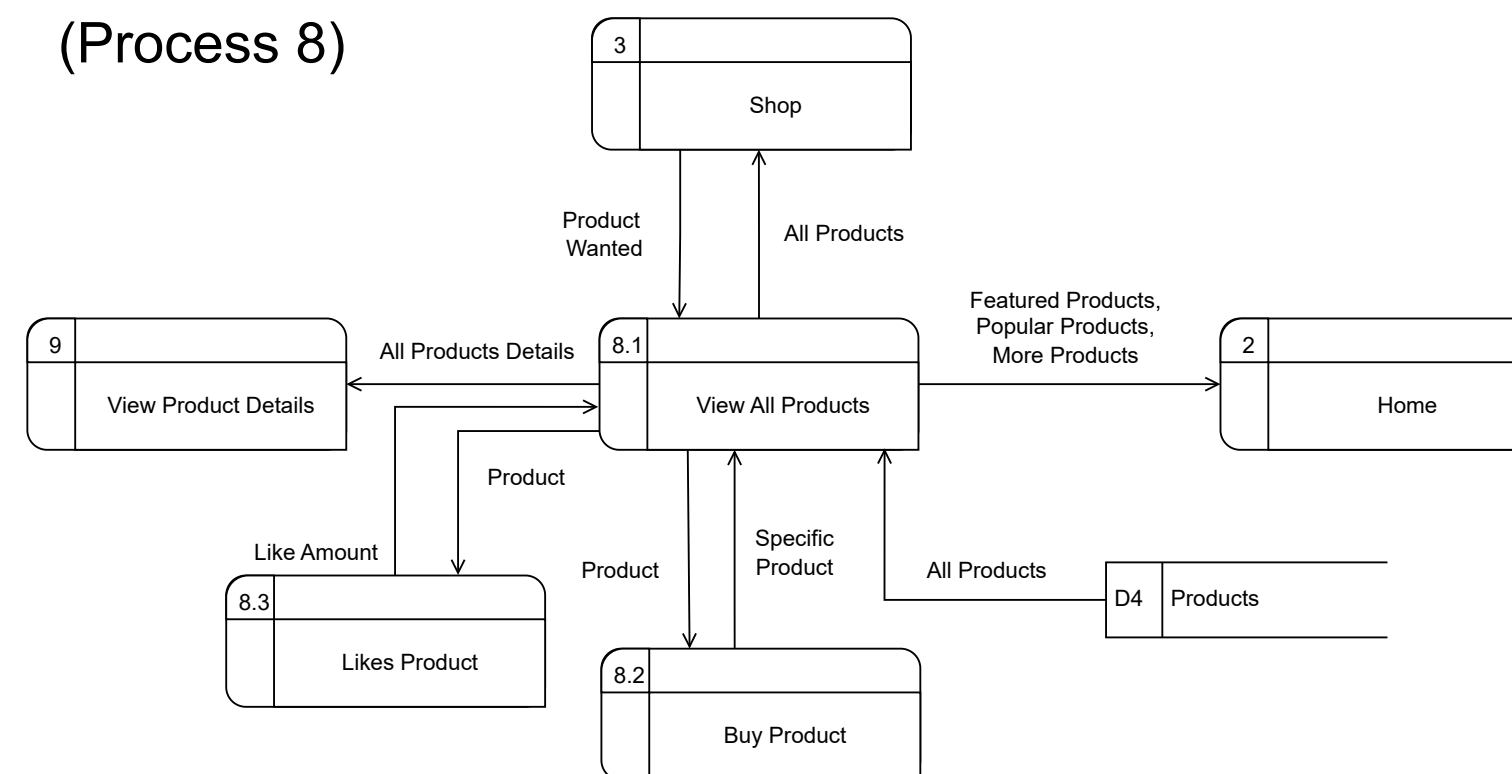 (Process 8)
3
Shop
Product
Wanted
All Products
Featured Products,
Popular Products,
More Products
9
View Product Details
All Products Details
8.1
View All Products
2
Home
Product
Like Amount
8.3
Likes Product
Product
Specific
Product
All Products
D4
Products
8.2
Buy Product